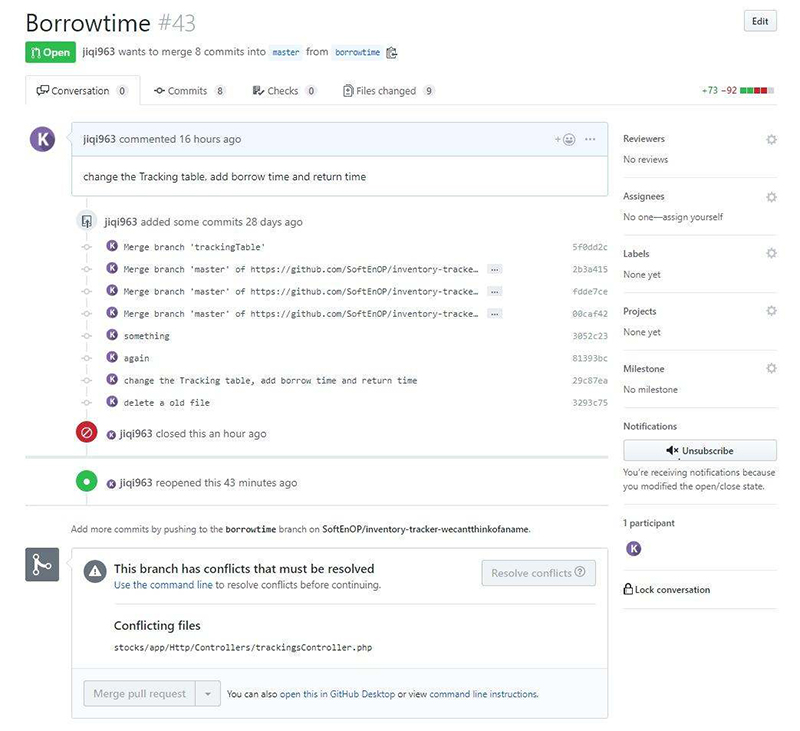 Borrowtime #43
Edit
Open jiqi963 wants to merge 8 commits into master from borrowtime
Conversation 0 Commits 8 Checks 0 Files changed 9
+73 −92
K
jiqi963 commented 16 hours ago
change the Tracking table, add borrow time and return time
jiqi963 added some commits 28 days ago
K Merge branch 'trackingTable' 5f0dd2c
K Merge branch 'master' of https://github.com/SoftEnOP/inventory-tracke… … 2b3a415
K Merge branch 'master' of https://github.com/SoftEnOP/inventory-tracke… … fdde7ce
K Merge branch 'master' of https://github.com/SoftEnOP/inventory-tracke… … 00caf42
K something 3052c23
K again 81393bc
K change the Tracking table, add borrow time and return time 29c87ea
K delete a old file 3293c75
K jiqi963 closed this an hour ago
K jiqi963 reopened this 43 minutes ago
Add more commits by pushing to the borrowtime branch on SoftEnOP/inventory-tracker-wecantthinkofaname.
This branch has conflicts that must be resolved
Use the command line to resolve conflicts before continuing.
Resolve conflicts ?
Conflicting files
stocks/app/Http/Controllers/trackingsController.php
Merge pull request
You can also open this in GitHub Desktop or view command line instructions.
Reviewers
No reviews
Assignees
No one—assign yourself
Labels
None yet
Projects
None yet
Milestone
No milestone
Notifications
Unsubscribe
You're receiving notifications because
you modified the open/close state.
1 participant
K
Lock conversation